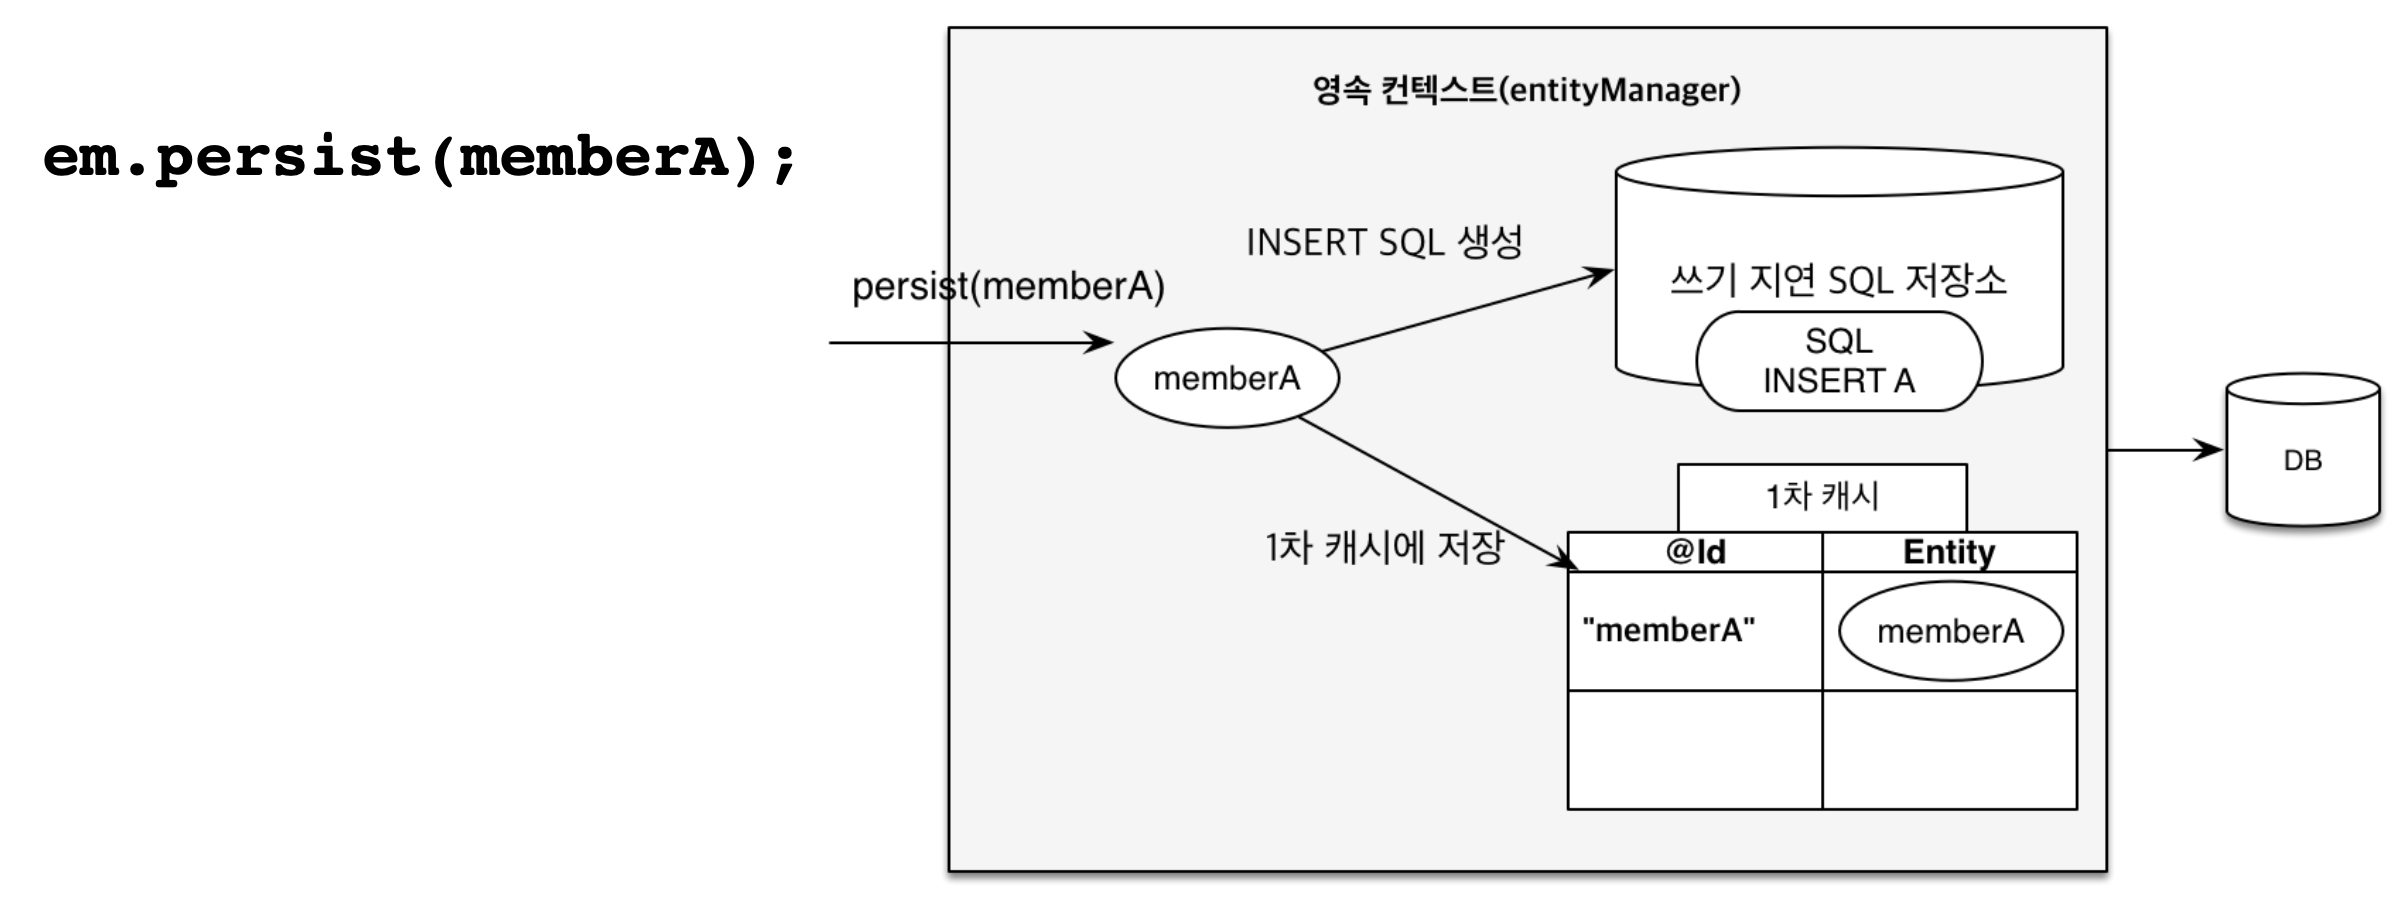 em.persist(memberA);
영속 컨텍스트(entityManager)
persist(memberA)
INSERT SQL 생성
쓰기 지연 SQL 저장소
SQL
INSERT A
memberA
1차 캐시에 저장
1차 캐시
@Id Entity
"memberA" memberA
DB